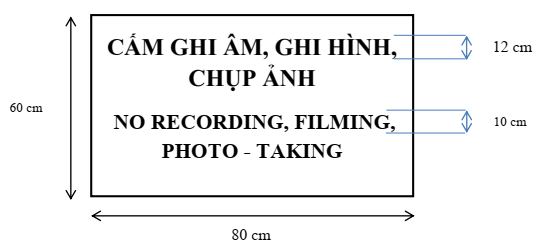 CẤM GHI ÂM, GHI HÌNH,
CHỤP ẢNH
NO RECORDING, FILMING,
PHOTO - TAKING
12 cm
60 cm
10 cm
80 cm